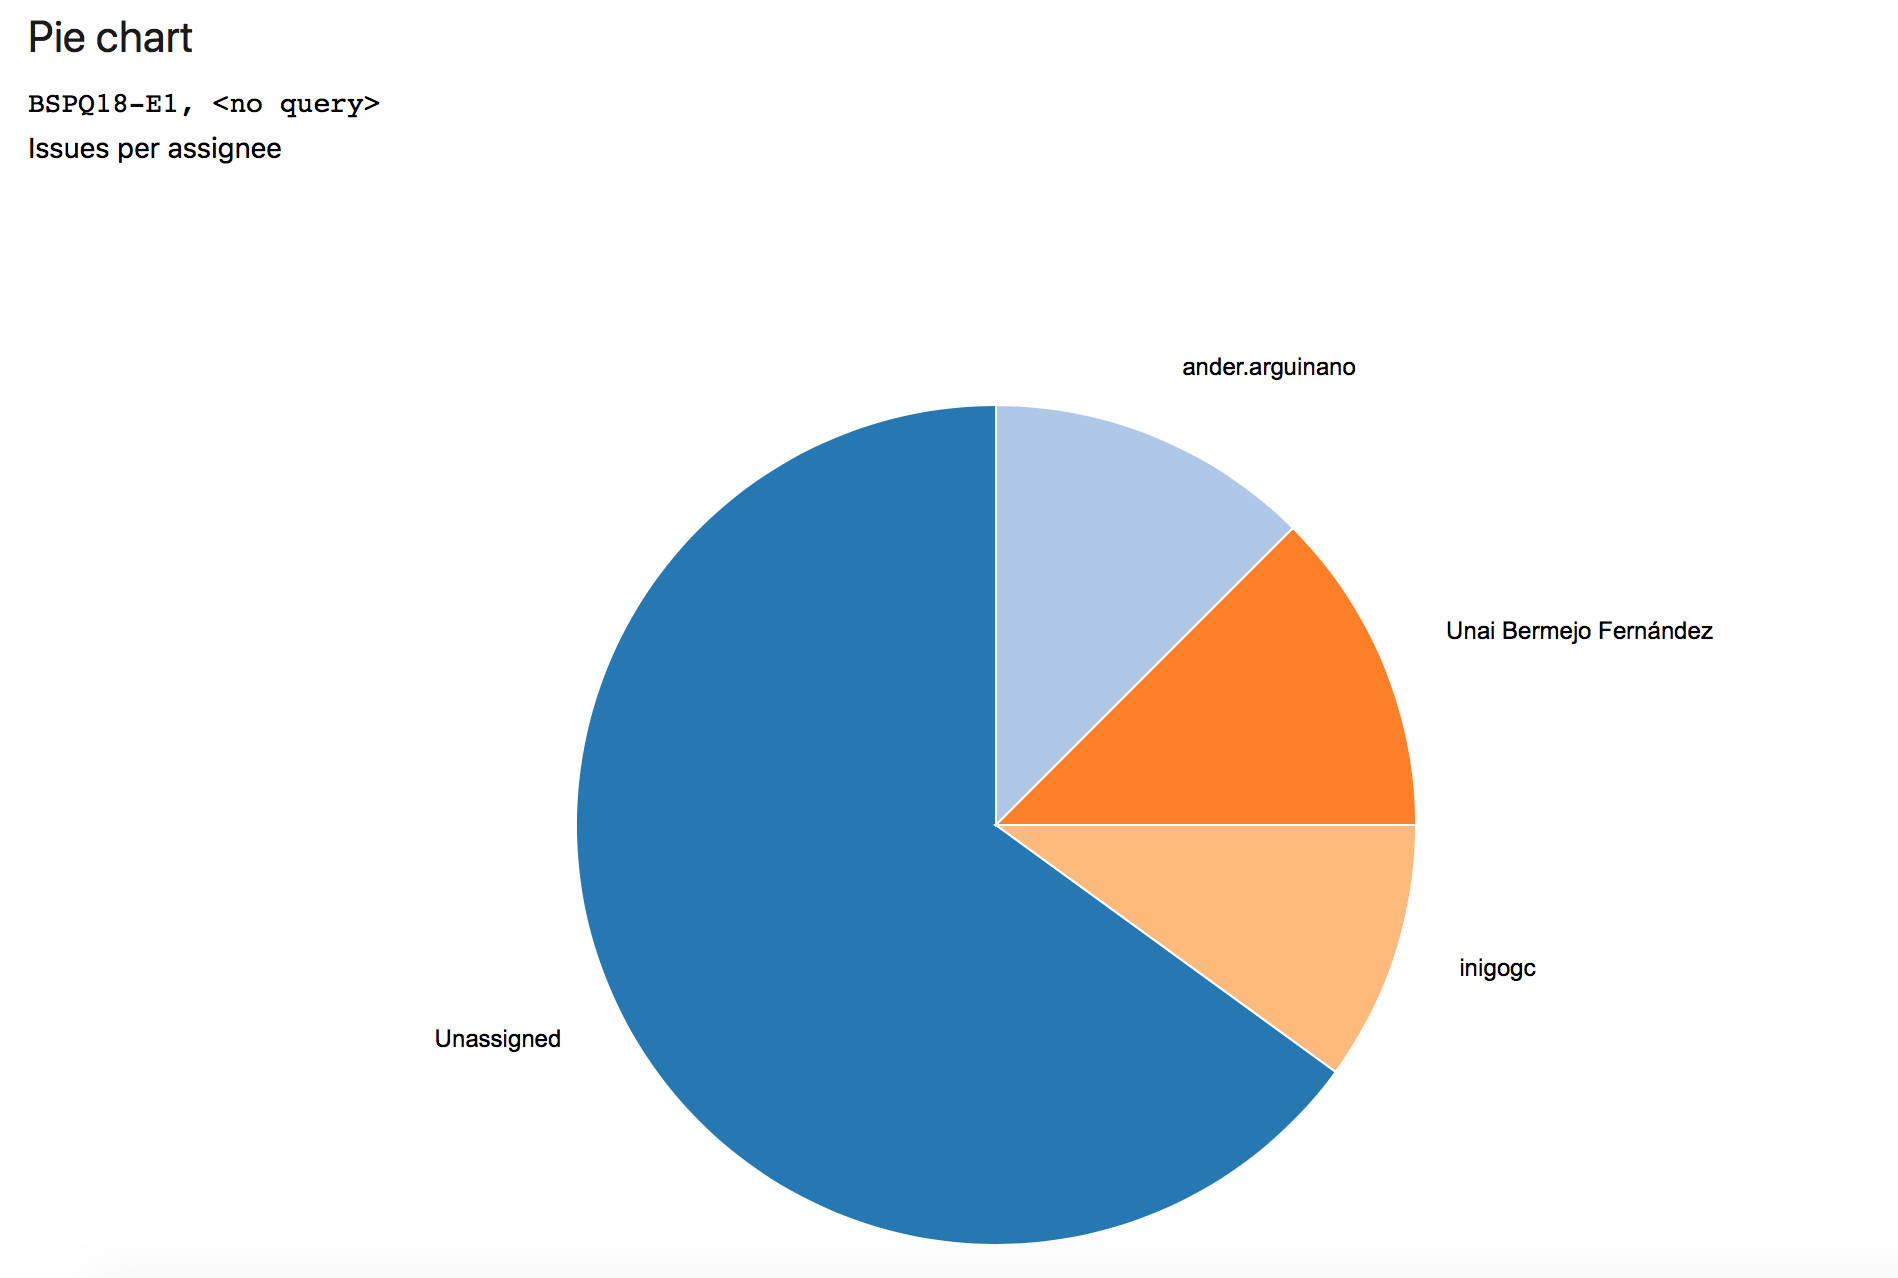 Pie chart
BSPQ18-E1, <no query>
Issues per assignee
ander.arguinano
Unai Bermejo Fernández
inigogc
Unassigned